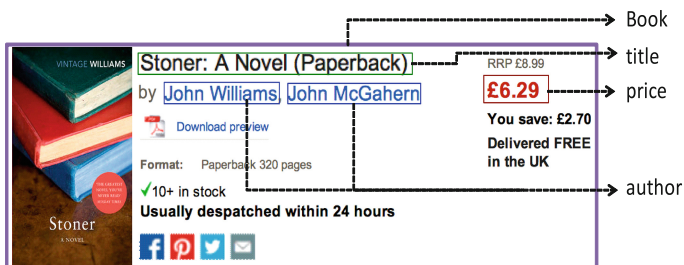 Book
VINTAGE WILLIAMS
Stoner: A Novel (Paperback)
title
RRP £8.99
by John Williams, John McGahern
£6.29
price
Download preview
You save: £2.70
Delivered FREE
in the UK
Format: Paperback 320 pages
10+ in stock
author
Usually despatched within 24 hours
Stoner
A NOVEL